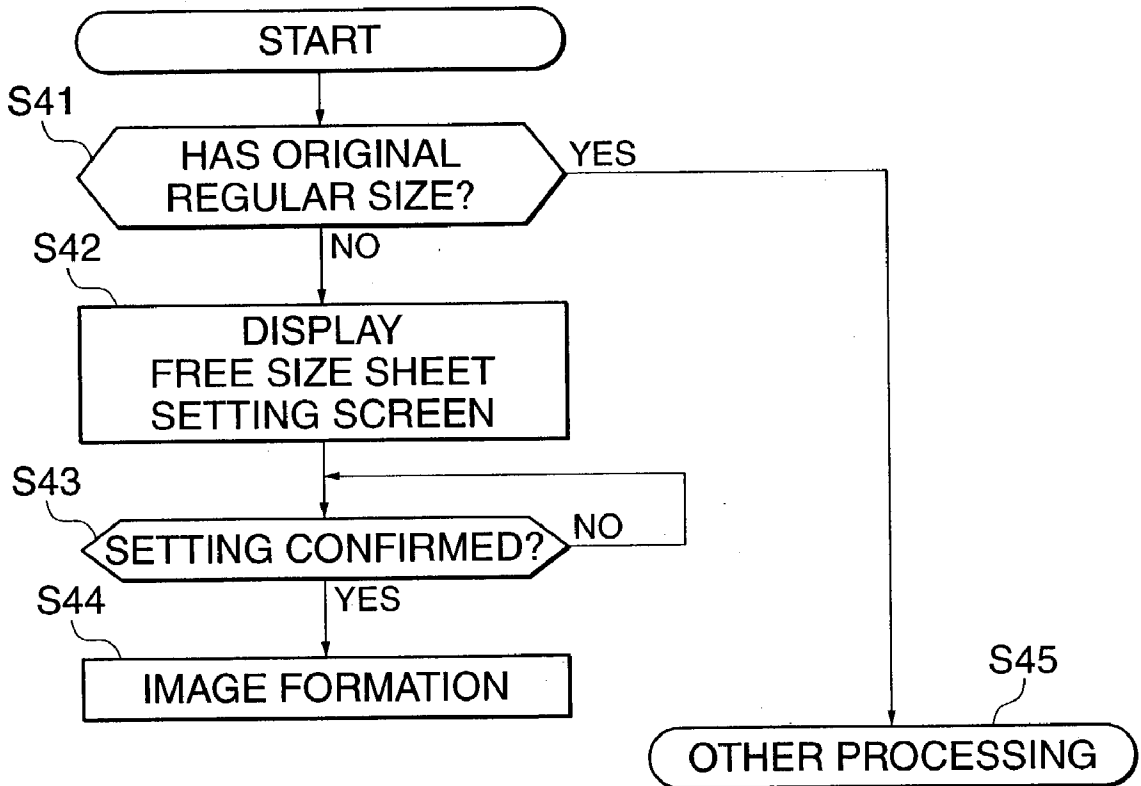 START
S41
HAS ORIGINAL
REGULAR SIZE?
YES
NO
S42
DISPLAY
FREE SIZE SHEET
SETTING SCREEN
S43
SETTING CONFIRMED?
NO
YES
S44
IMAGE FORMATION
S45
OTHER PROCESSING